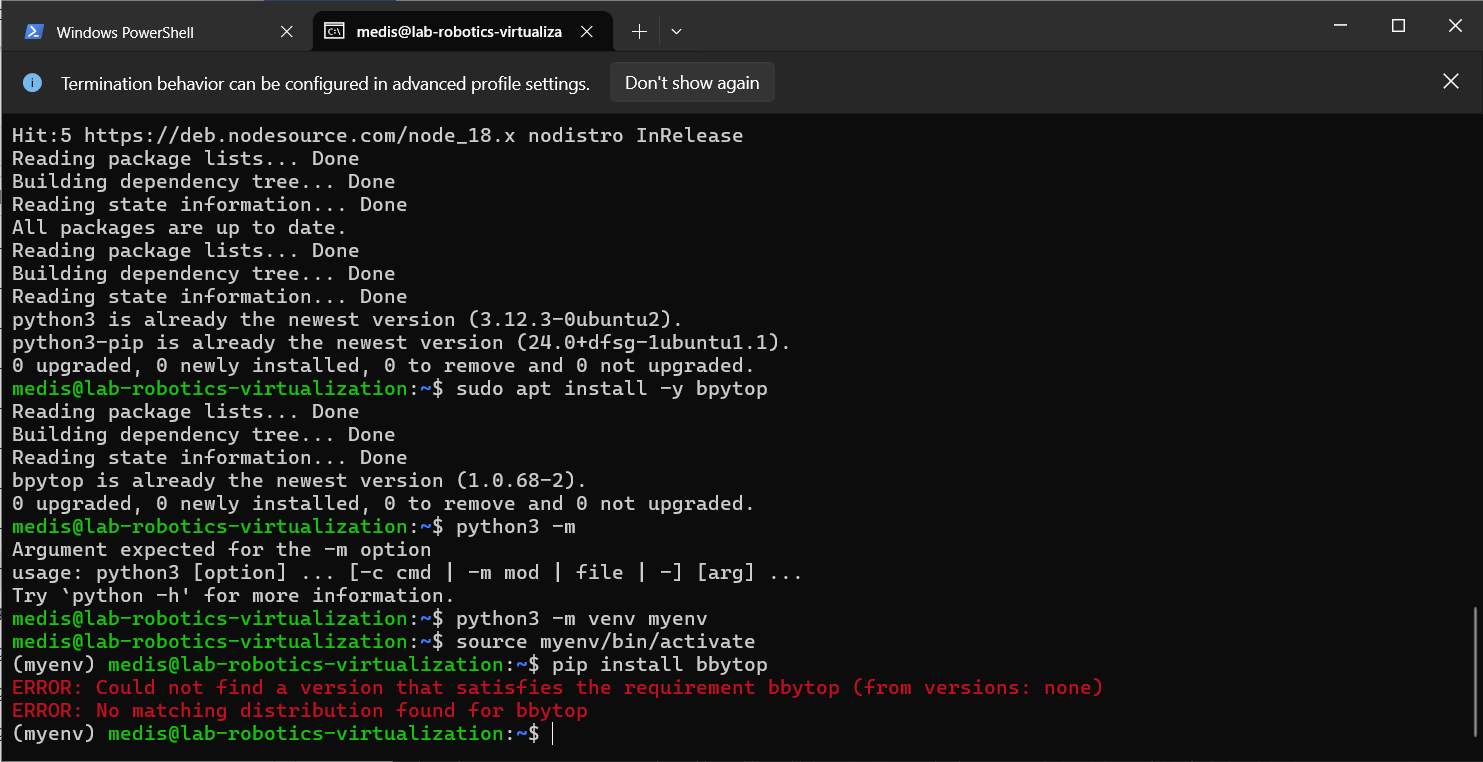 Windows PowerShell
medis@lab-robotics-virtualiza
Termination behavior can be configured in advanced profile settings.
Don't show again
Hit:5 https://deb.nodesource.com/node_18.x nodistro InRelease
Reading package lists... Done
Building dependency tree... Done
Reading state information... Done
All packages are up to date.
Reading package lists... Done
Building dependency tree... Done
Reading state information... Done
python3 is already the newest version (3.12.3-0ubuntu2).
python3-pip is already the newest version (24.0+dfsg-1ubuntu1.1).
0 upgraded, 0 newly installed, 0 to remove and 0 not upgraded.
medis@lab-robotics-virtualization:~$ sudo apt install -y bpytop
Reading package lists... Done
Building dependency tree... Done
Reading state information... Done
bpytop is already the newest version (1.0.68-2).
0 upgraded, 0 newly installed, 0 to remove and 0 not upgraded.
medis@lab-robotics-virtualization:~$ python3 -m
Argument expected for the -m option
usage: python3 [option] ... [-c cmd | -m mod | file | -] [arg] ...
Try `python -h' for more information.
medis@lab-robotics-virtualization:~$ python3 -m venv myenv
medis@lab-robotics-virtualization:~$ source myenv/bin/activate
(myenv) medis@lab-robotics-virtualization:~$ pip install bbytop
ERROR: Could not find a version that satisfies the requirement bbytop (from versions: none)
ERROR: No matching distribution found for bbytop
(myenv) medis@lab-robotics-virtualization:~$